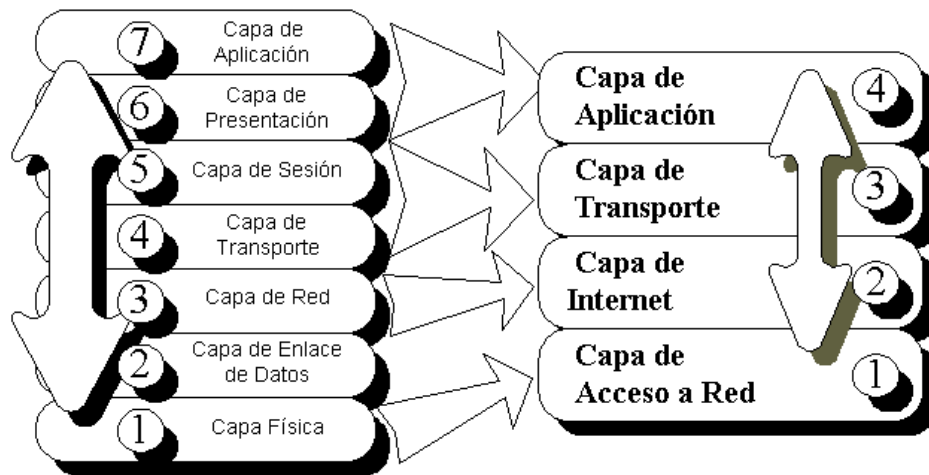 7
Capa de
Aplicación
6
Capa de
Presentación
5
Capa de Sesión
4
Capa de
Transporte
3
Capa de Red
2
Capa de Enlace
de Datos
1
Capa Física
Capa de
Aplicación
4
Capa de
Transporte
3
Capa de
Internet
2
Capa de
Acceso a Red
1